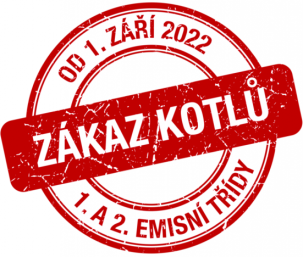 OD 1. ZÁŘÍ 2022
ZÁKAZ KOTLŮ
1. A 2. EMISNÍ TŘÍDY